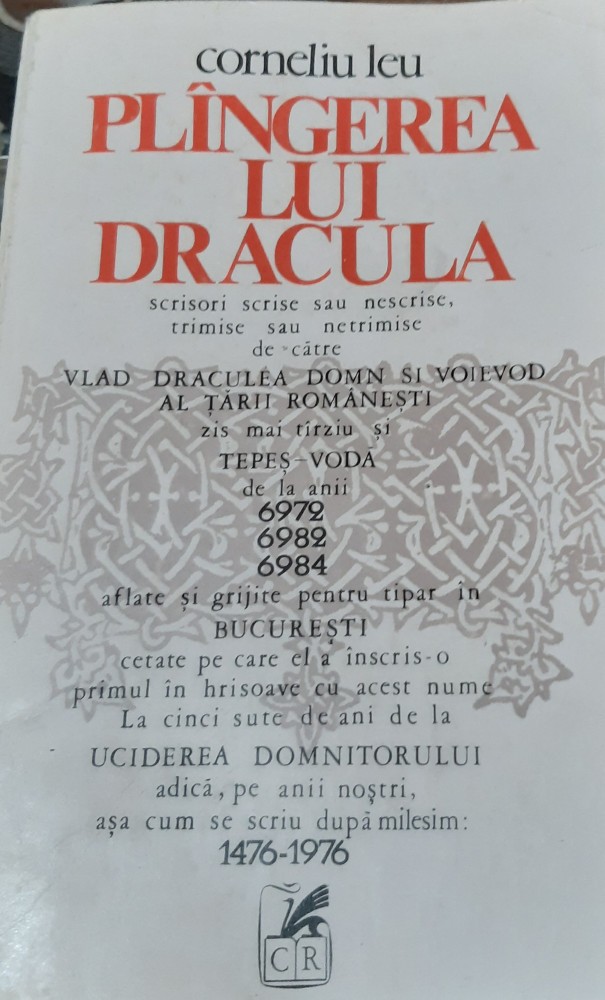 corneliu leu
PLÎNGEREA
LUI
DRACULA
scrisori scrise sau nescrise,
trimise sau netrimise
de către
VLAD DRACULEA DOMN SI VOIEVOD
AL ȚĂRII ROMÂNEȘTI
zis mai tîrziu și
TEPEȘ-VODĂ
de la anii
6972
6982
6984
aflate și grijite pentru tipar în
BUCUREȘTI
cetate pe care el a înscris-o
primul în hrisoave cu acest nume
La cinci sute de ani de la
UCIDEREA DOMNITORULUI
adică, pe anii noștri,
așa cum se scriu după milesim:
1476-1976
CR